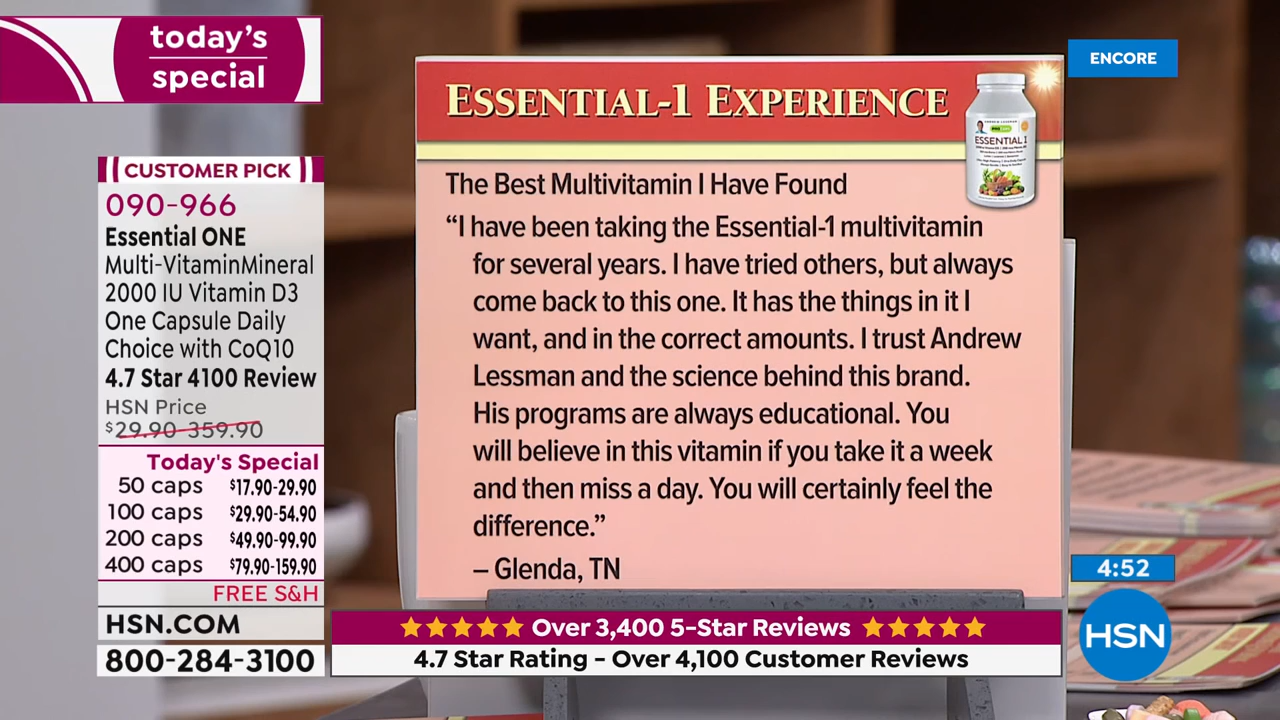 today's
special
CUSTOMER PICK
090-966
Essential ONE
Multi-VitaminMineral
2000 IU Vitamin D3
One Capsule Daily
Choice with CoQ10
4.7 Star 4100 Review
HSN Price
$29.90-359.90
Today's Special
50 caps $17.90-29.90
100 caps $29.90-54.90
200 caps $49.90-99.90
400 caps $79.90-159.90
FREE S&H
HSN.COM
800-284-3100
ENCORE
ESSENTIAL-1 EXPERIENCE
ESSENTIAL 1
The Best Multivitamin I Have Found
“I have been taking the Essential-1 multivitamin
for several years. I have tried others, but always
come back to this one. It has the things in it I
want, and in the correct amounts. I trust Andrew
Lessman and the science behind this brand.
His programs are always educational. You
will believe in this vitamin if you take it a week
and then miss a day. You will certainly feel the
difference.”
– Glenda, TN
Over 3,400 5-Star Reviews
4.7 Star Rating - Over 4,100 Customer Reviews
4:52
HSN